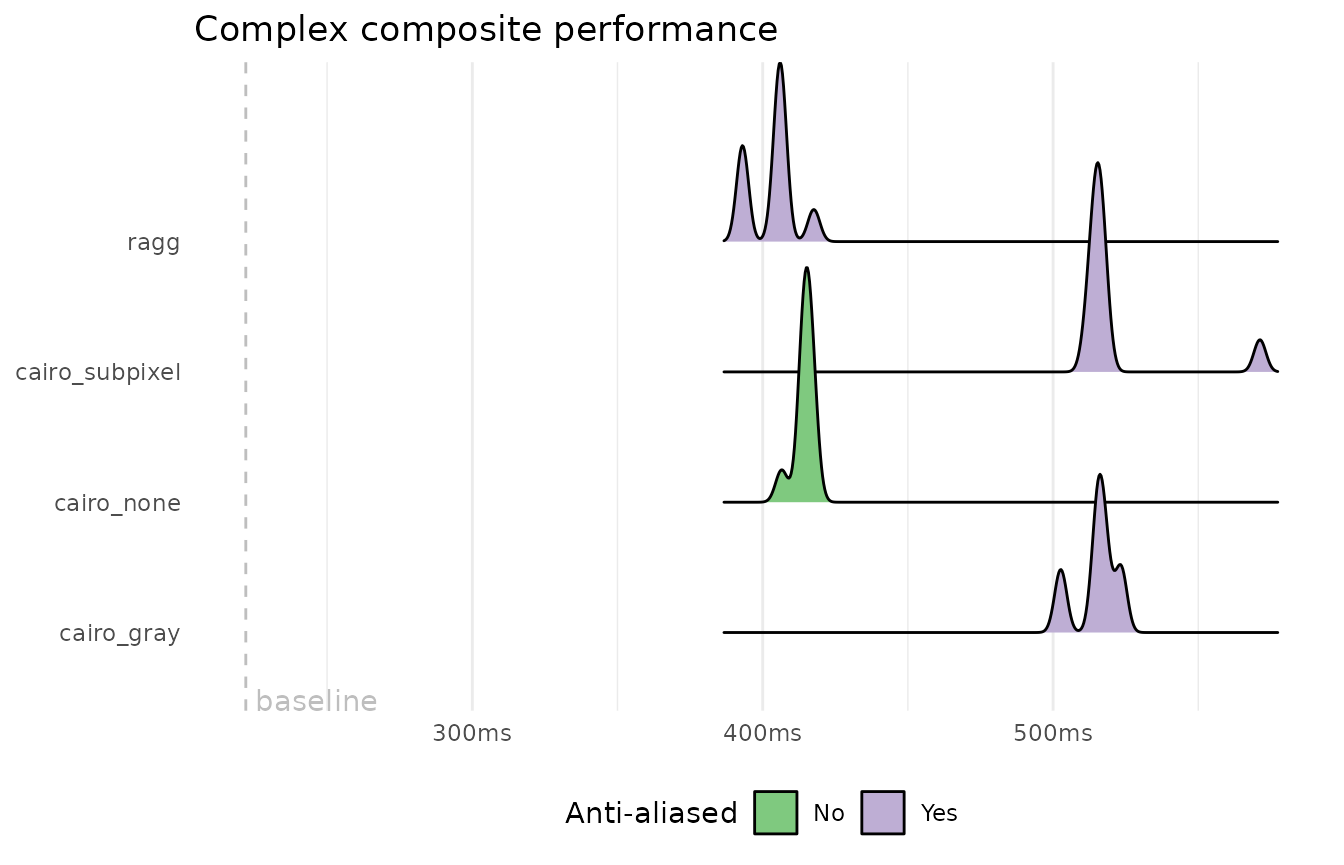 Complex composite performance
ragg
cairo_subpixel
cairo_none
cairo_gray
baseline
300ms 400ms 500ms
Anti-aliased No Yes